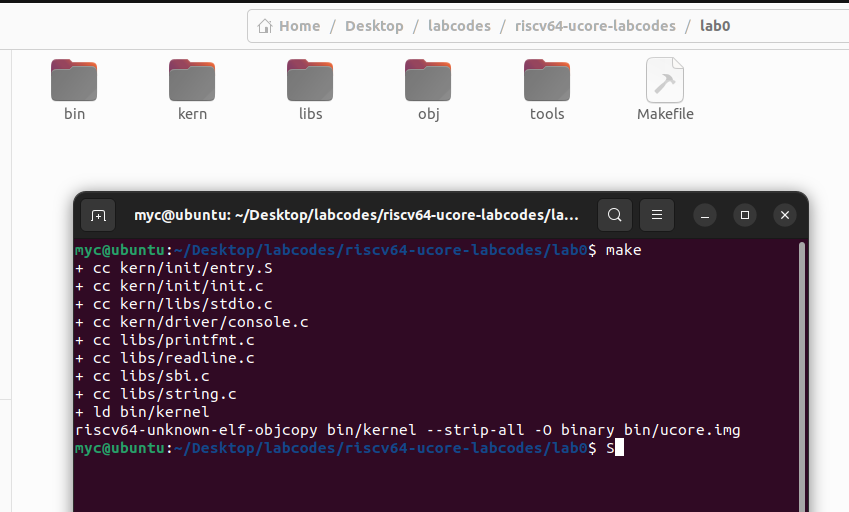 Home / Desktop / labcodes / riscv64-ucore-labcodes / lab0
bin kern libs obj tools Makefile
myc@ubuntu: ~/Desktop/labcodes/riscv64-ucore-labcodes/la...
myc@ubuntu:~/Desktop/labcodes/riscv64-ucore-labcodes/lab0$ make
+ cc kern/init/entry.S
+ cc kern/init/init.c
+ cc kern/libs/stdio.c
+ cc kern/driver/console.c
+ cc libs/printfmt.c
+ cc libs/readline.c
+ cc libs/sbi.c
+ cc libs/string.c
+ ld bin/kernel
riscv64-unknown-elf-objcopy bin/kernel --strip-all -O binary bin/ucore.img
myc@ubuntu:~/Desktop/labcodes/riscv64-ucore-labcodes/lab0$ S